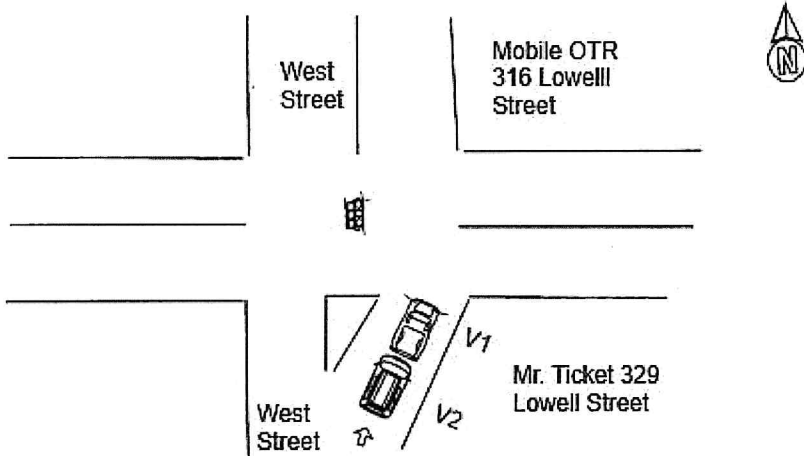 West
Street
Mobile OTR
316 Lowelll
Street
N
V1
V2
Mr. Ticket 329
Lowell Street
West
Street